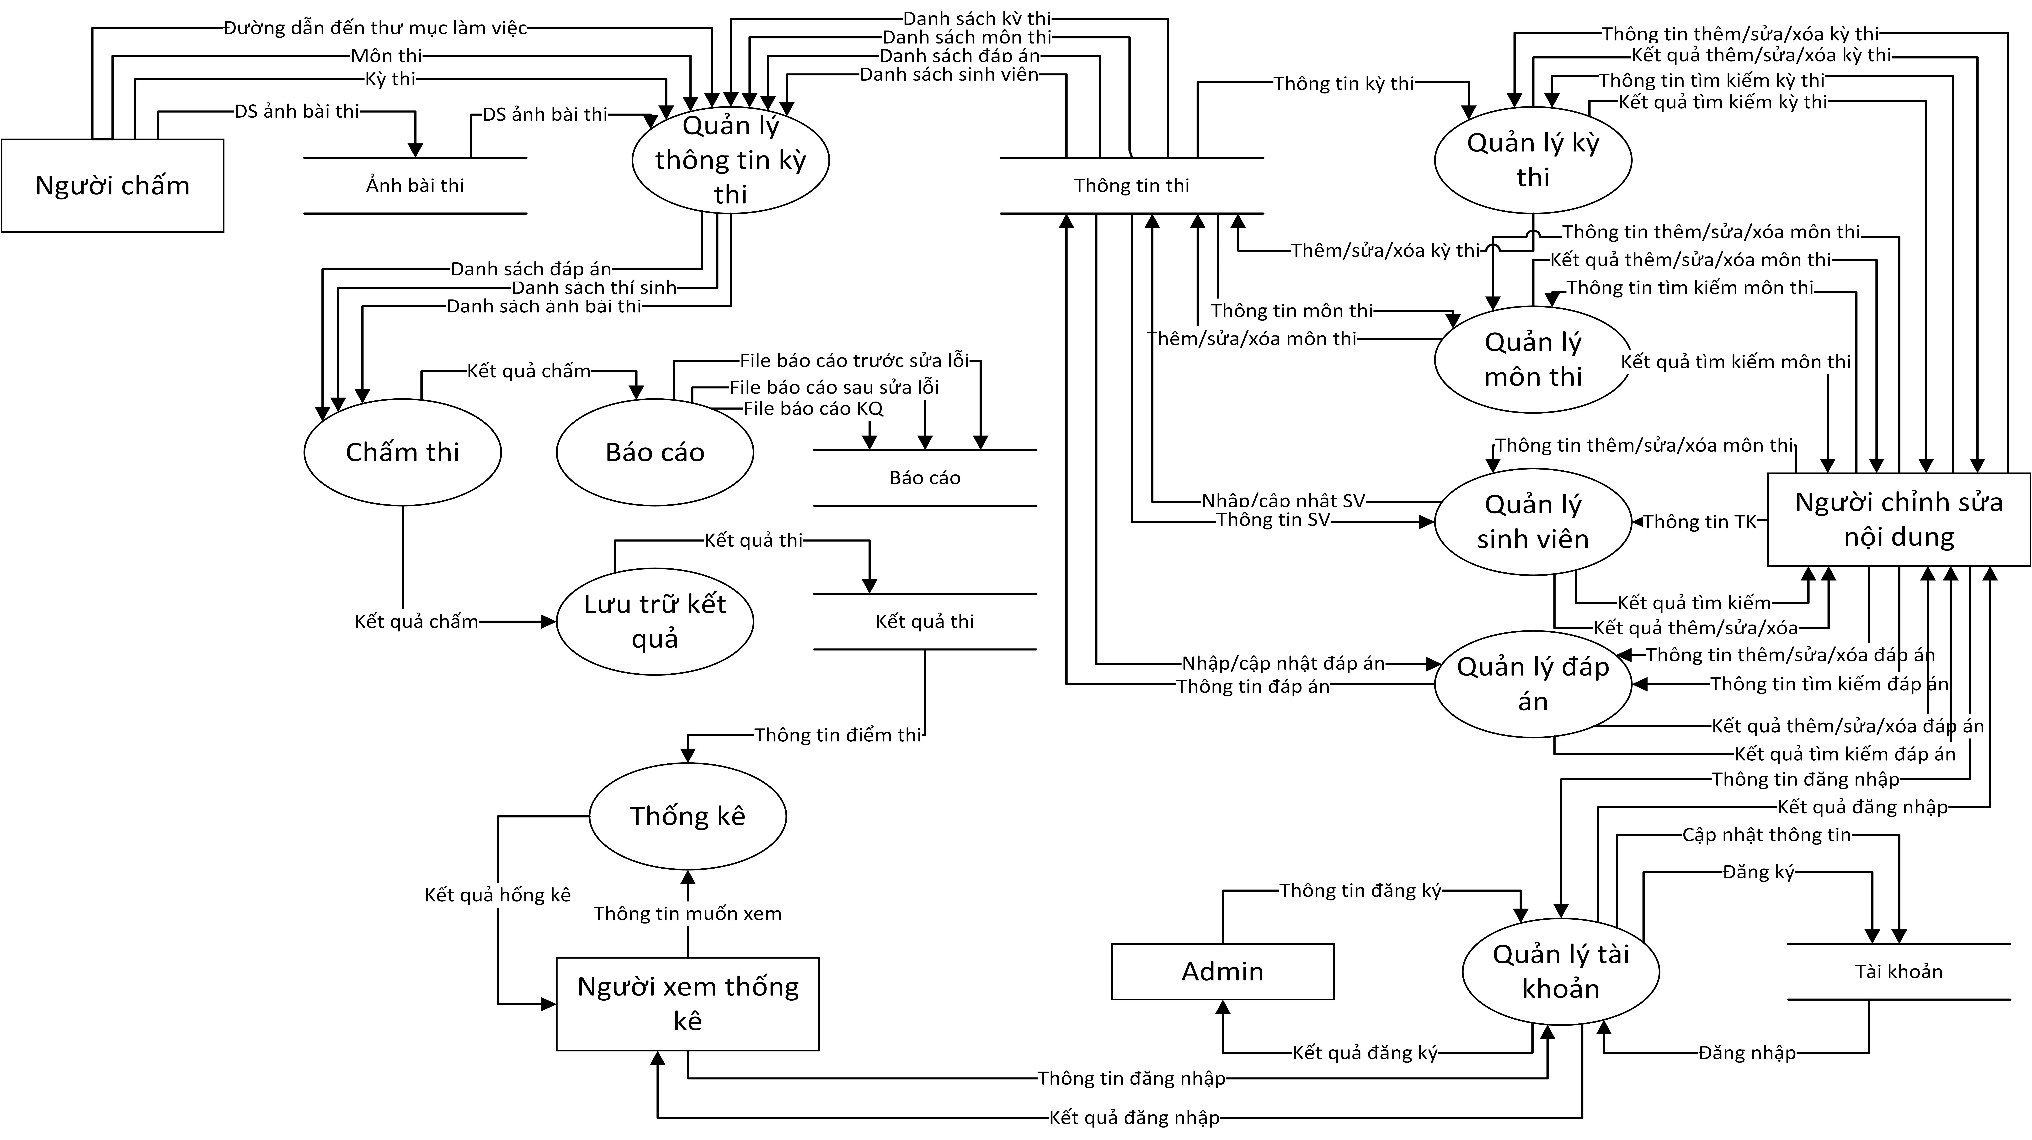 Đường dẫn đến thư mục làm việc
Môn thi
Kỳ thi
DS ảnh bài thi
DS ảnh bài thi
Người chấm
Ảnh bài thi
Quản lý
thông tin kỳ
thi
Danh sách kỳ thi
Danh sách môn thi
Danh sách đáp án
Danh sách sinh viên
Thông tin thi
Thông tin kỳ thi
Thông tin thêm/sửa/xóa kỳ thi
Kết quả thêm/sửa/xóa kỳ thi
Thông tin tìm kiếm kỳ thi
Kết quả tìm kiếm kỳ thi
Quản lý kỳ
thi
Thêm/sửa/xóa kỳ thi
Thông tin thêm/sửa/xóa môn thi
Kết quả thêm/sửa/xóa môn thi
Thông tin tìm kiếm môn thi
Thông tin môn thi
Thêm/sửa/xóa môn thi
Quản lý
môn thi
Kết quả tìm kiếm môn thi
Danh sách đáp án
Danh sách thí sinh
Danh sách ảnh bài thi
Kết quả chấm
File báo cáo trước sửa lỗi
File báo cáo sau sửa lỗi
File báo cáo KQ
Chấm thi
Báo cáo
Báo cáo
Thông tin thêm/sửa/xóa môn thi
Nhập/cập nhật SV
Thông tin SV
Quản lý
sinh viên
Thông tin TK
Người chỉnh sửa
nội dung
Kết quả thi
Kết quả chấm
Lưu trữ kết
quả
Kết quả thi
Kết quả tìm kiếm
Kết quả thêm/sửa/xóa
Nhập/cập nhật đáp án
Thông tin đáp án
Quản lý đáp
án
Thông tin thêm/sửa/xóa đáp án
Thông tin tìm kiếm đáp án
Kết quả thêm/sửa/xóa đáp án
Kết quả tìm kiếm đáp án
Thông tin điểm thi
Thông tin đăng nhập
Kết quả đăng nhập
Cập nhật thông tin
Đăng ký
Thống kê
Kết quả hống kê
Thông tin muốn xem
Người xem thống
kê
Thông tin đăng ký
Admin
Quản lý tài
khoản
Tài khoản
Kết quả đăng ký
Đăng nhập
Thông tin đăng nhập
Kết quả đăng nhập